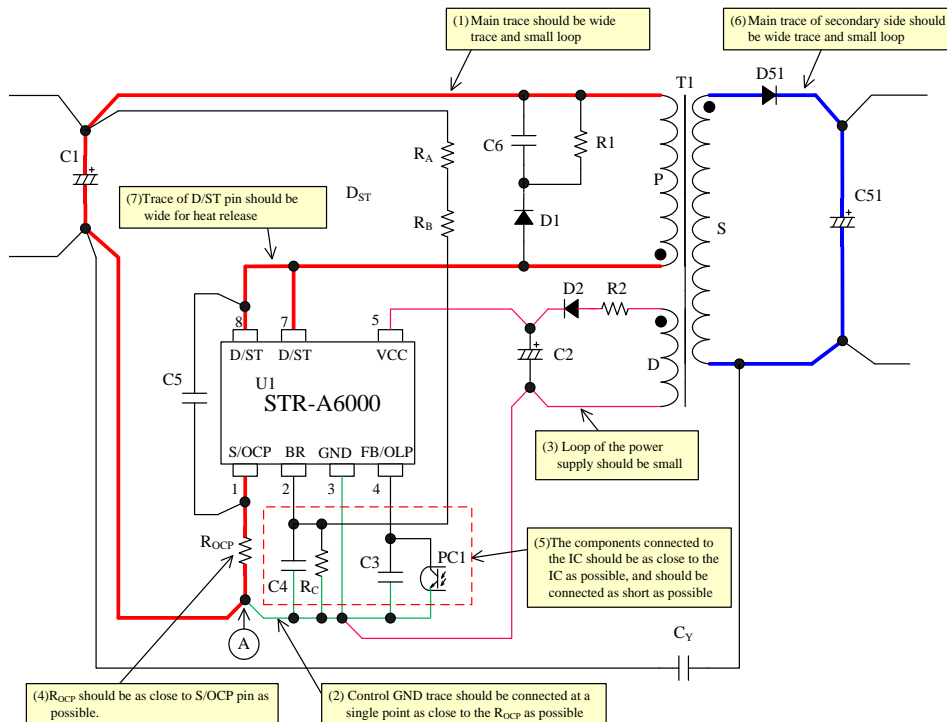 (1) Main trace should be wide
trace and small loop
(6) Main trace of secondary side should
be wide trace and small loop
D51
T1
C1
C6
R1
RA
P
DST
(7)Trace of D/ST pin should be
wide for heat release
RB
D1
S
C51
D2
R2
8
7
5
D/ST
D/ST
VCC
C2
D
C5
U1
STR-A6000
(3) Loop of the power
supply should be small
S/OCP
BR
GND
FB/OLP
1
2
3
4
ROCP
C4
RC
C3
PC1
(5)The components connected to
the IC should be as close to the
IC as possible, and should be
connected as short as possible
A
CY
(4)ROCP should be as close to S/OCP pin as
possible.
(2) Control GND trace should be connected at a
single point as close to the ROCP as possible